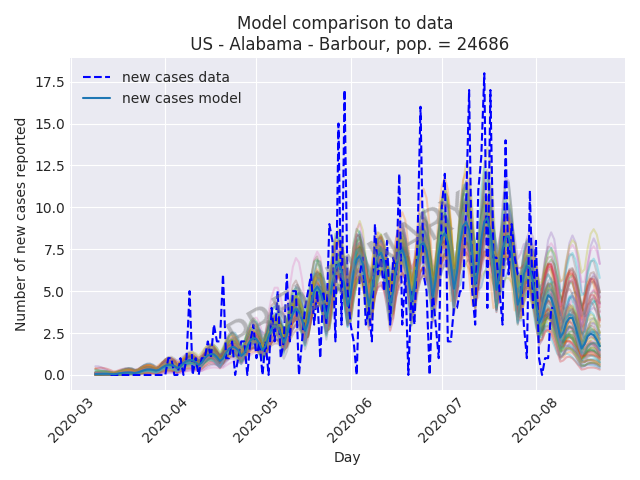 Model comparison to data
US - Alabama - Barbour, pop. = 24686
new cases data
new cases model
Number of new cases reported
17.5
15.0
12.5
10.0
7.5
5.0
2.5
0.0
2020-03
2020-04
2020-05
2020-06
2020-07
2020-08
Day